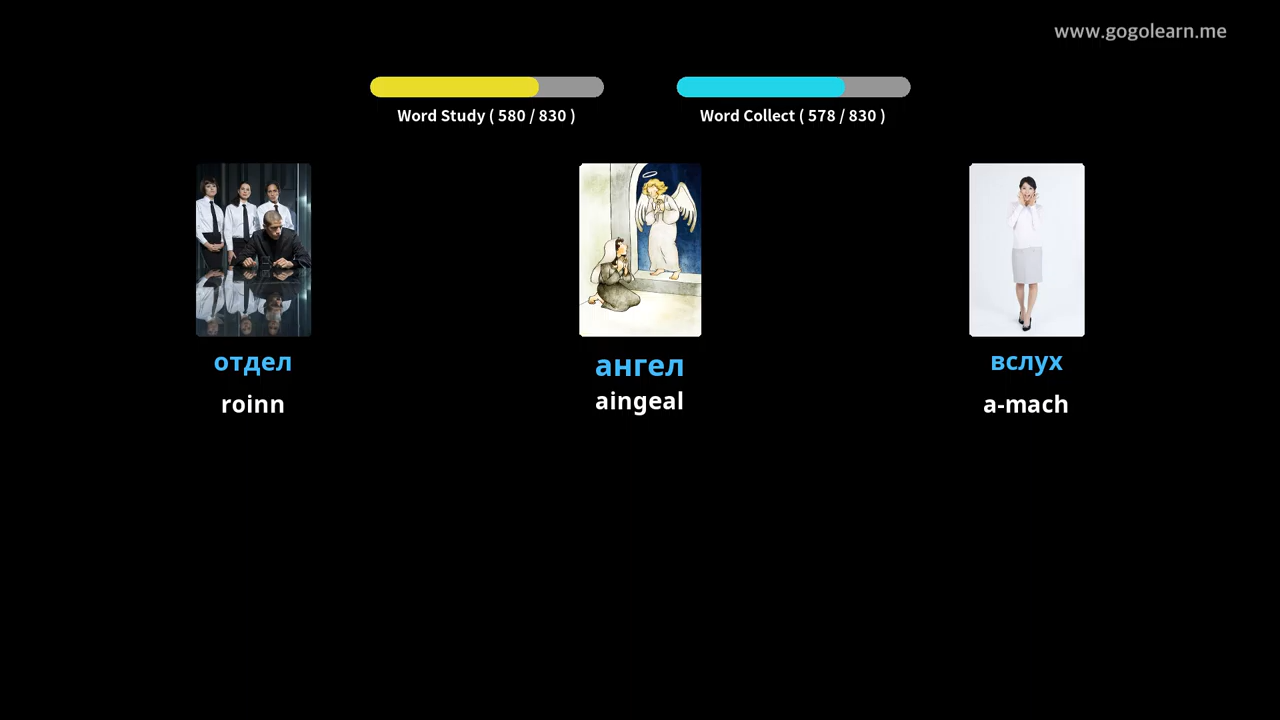 www.gogolearn.me
Word Study ( 580 / 830 )
Word Collect ( 578 / 830 )
отдел
roinn
ангел
aingeal
вслух
a-mach